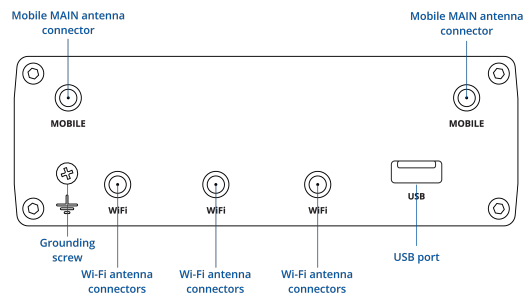 Mobile MAIN antenna
connector
Mobile MAIN antenna
connector
MOBILE
MOBILE
USB
WiFi
WiFi
WiFi
Grounding
screw
USB port
Wi-Fi antenna
connectors
Wi-Fi antenna
connectors
Wi-Fi antenna
connectors